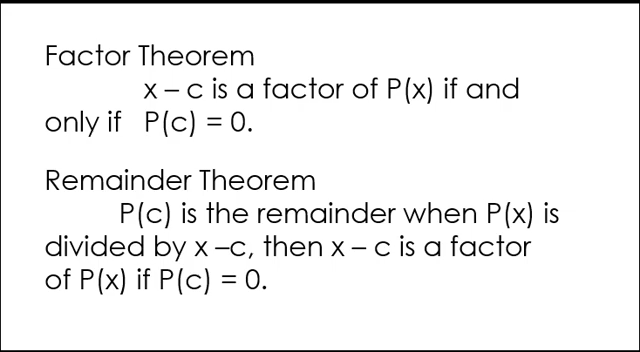 Factor Theorem
x – c is a factor of P(x) if and
only if P(c) = 0.
Remainder Theorem
P(c) is the remainder when P(x) is
divided by x –c, then x – c is a factor
of P(x) if P(c) = 0.